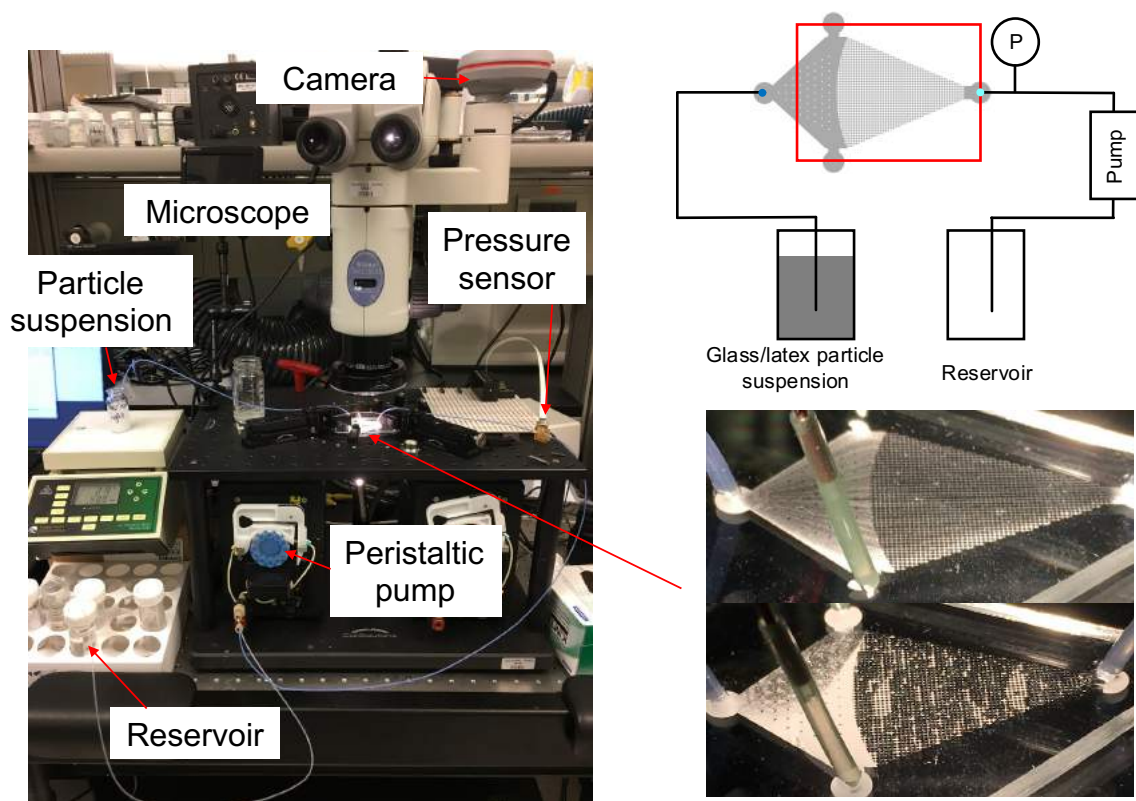 Camera
Microscope
Pressure
sensor
Particle
suspension
Peristaltic
pump
Reservoir
P
Pump
Glass/latex particle
suspension
Reservoir